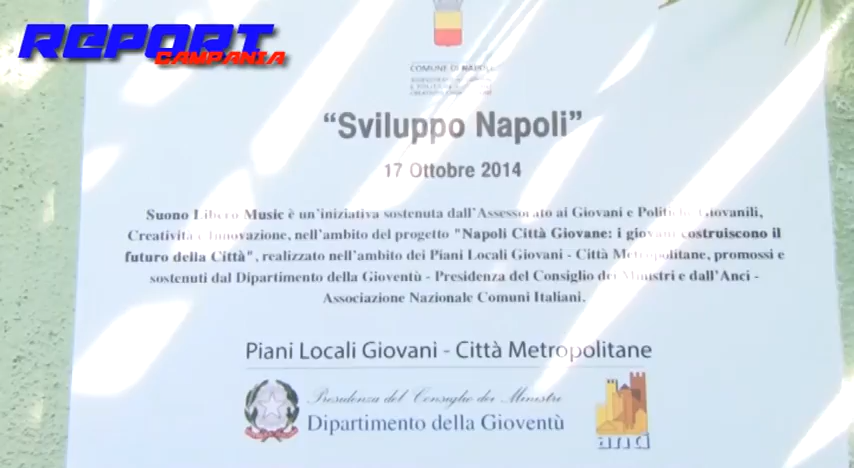 REPORT
CAMPANIA
COMUNE DI NAPOLI
“Sviluppo Napoli”
17 Ottobre 2014
Suono Libero Music è un'iniziativa sostenuta dall'Assessorato ai Giovani e Politiche Giovanili,
Creatività e Innovazione, nell'ambito del progetto "Napoli Città Giovane: i giovani costruiscono il
futuro della Città", realizzato nell'ambito dei Piani Locali Giovani - Città Metropolitane, promossi e
sostenuti dal Dipartimento della Gioventù - Presidenza del Consiglio dei Ministri e dall'Anci -
Associazione Nazionale Comuni Italiani.
Piani Locali Giovani - Città Metropolitane
Presidenza del Consiglio dei Ministri
Dipartimento della Gioventù
anci